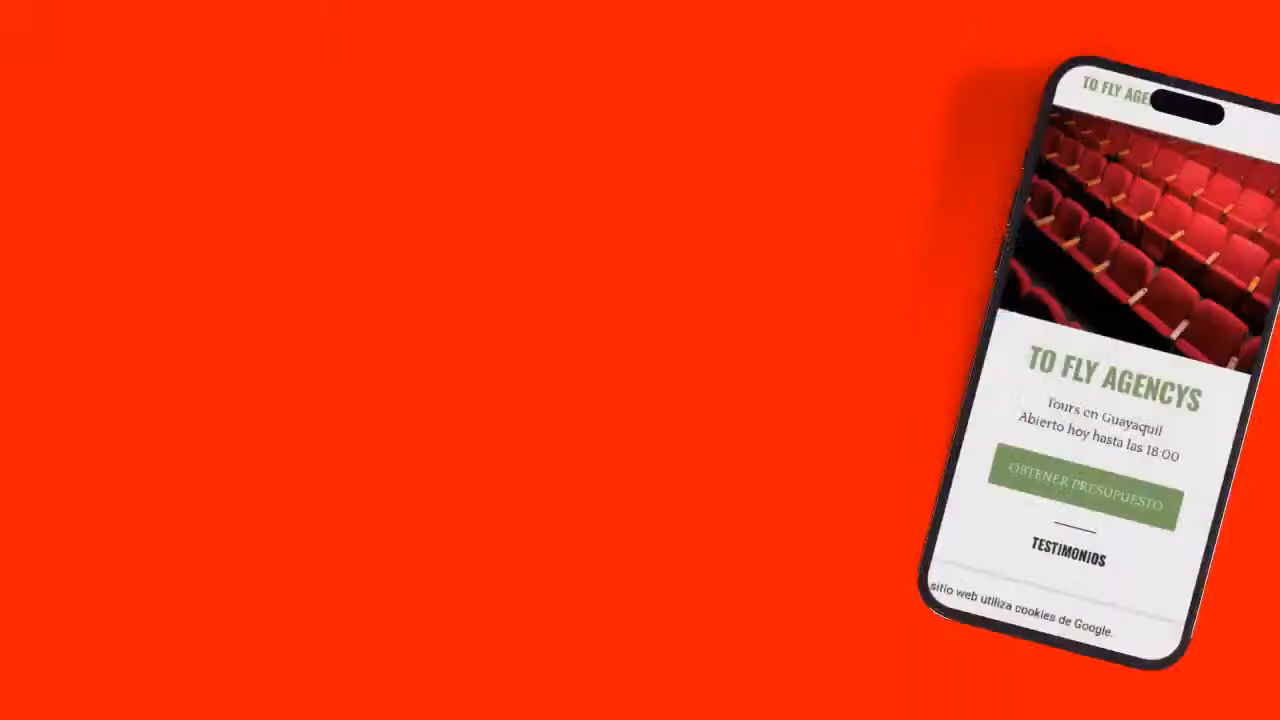 TO FLY AGE
TO FLY AGENCYS
Tours en Guayaquil
Abierto hoy hasta las 18:00
OBTENER PRESUPUESTO
TESTIMONIOS
sitio web utiliza cookies de Google.